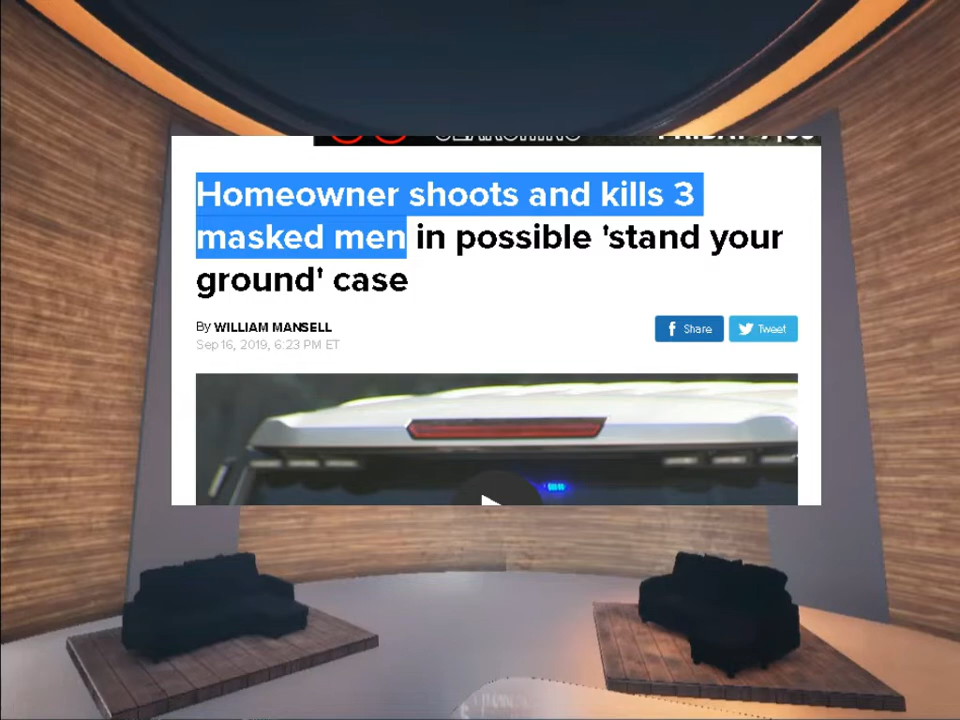 Homeowner shoots and kills 3
masked men in possible 'stand your
ground' case
By WILLIAM MANSELL
Sep 16, 2019, 6:23 PM ET
Share
Tweet